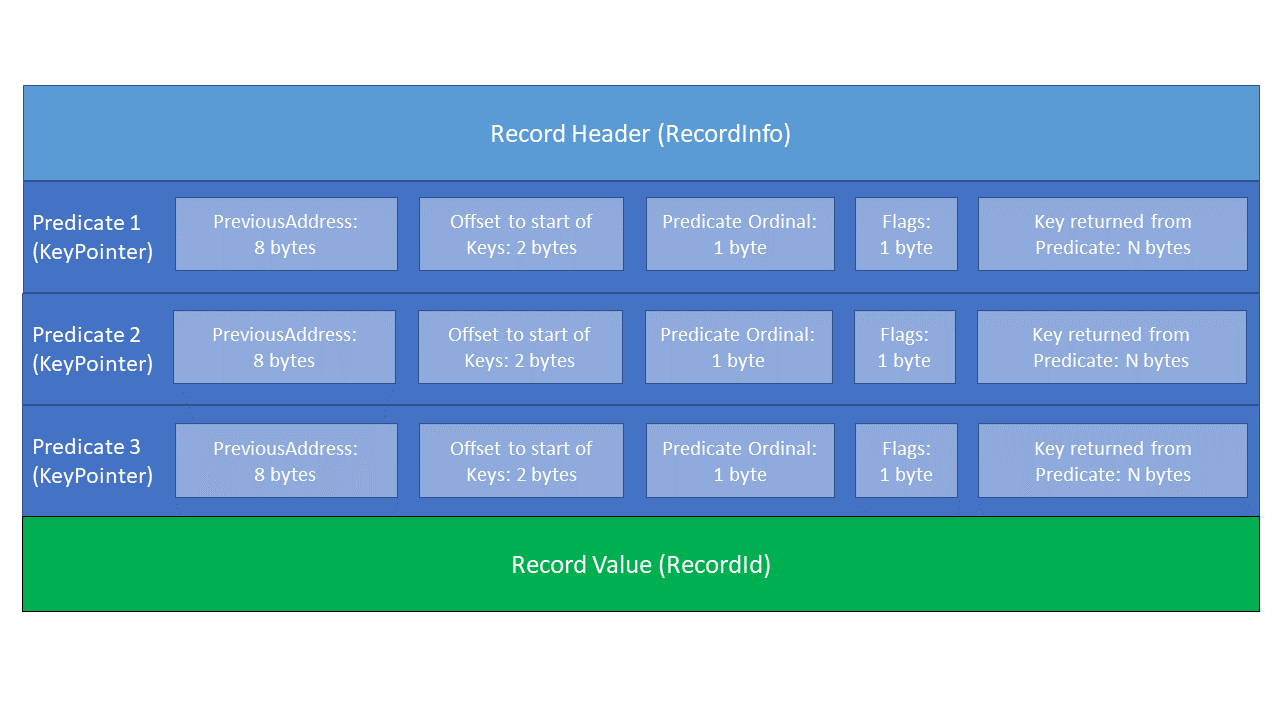 Record Header (RecordInfo)
Predicate 1
(KeyPointer)
PreviousAddress:
8 bytes
Offset to start of
Keys: 2 bytes
Predicate Ordinal:
1 byte
Flags:
1 byte
Key returned from
Predicate: N bytes
Predicate 2
(KeyPointer)
PreviousAddress:
8 bytes
Offset to start of
Keys: 2 bytes
Predicate Ordinal:
1 byte
Flags:
1 byte
Key returned from
Predicate: N bytes
Predicate 3
(KeyPointer)
PreviousAddress:
8 bytes
Offset to start of
Keys: 2 bytes
Predicate Ordinal:
1 byte
Flags:
1 byte
Key returned from
Predicate: N bytes
Record Value (RecordId)